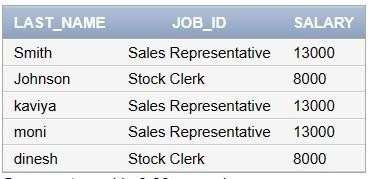 LAST_NAME JOB_ID SALARY
Smith Sales Representative 13000
Johnson Stock Clerk 8000
kaviya Sales Representative 13000
moni Sales Representative 13000
dinesh Stock Clerk 8000